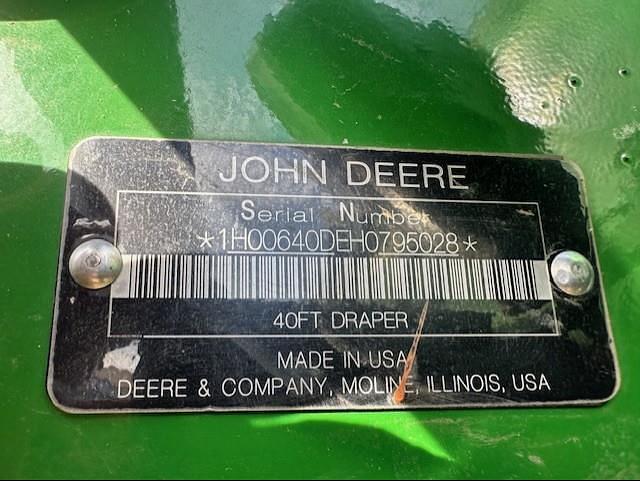 JOHN DEERE
Serial Number
*1H00640DEH0795028*
40FT DRAPER
MADE IN USA
DEERE & COMPANY, MOLINE, ILLINOIS, USA